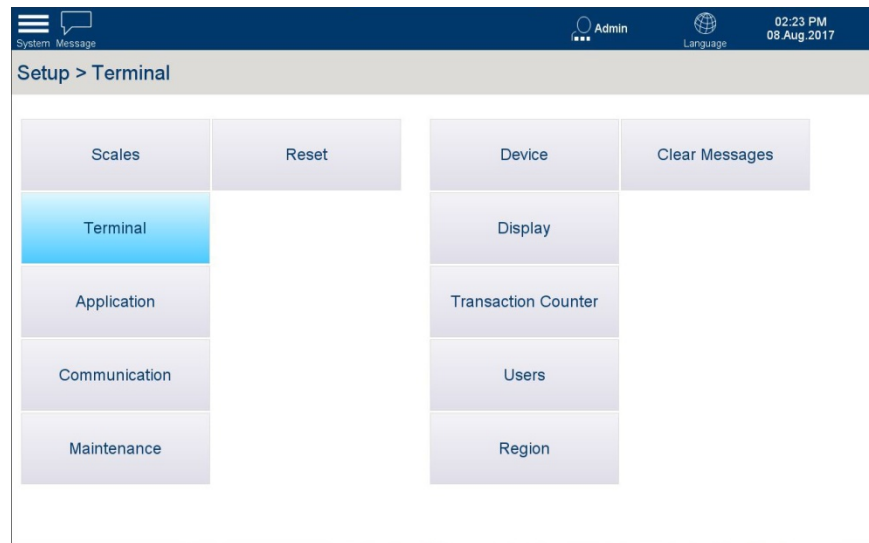 System Message
Admin
Language
02:23 PM
08.Aug.2017
Setup > Terminal
Scales
Reset
Device
Clear Messages
Terminal
Display
Application
Transaction Counter
Communication
Users
Maintenance
Region